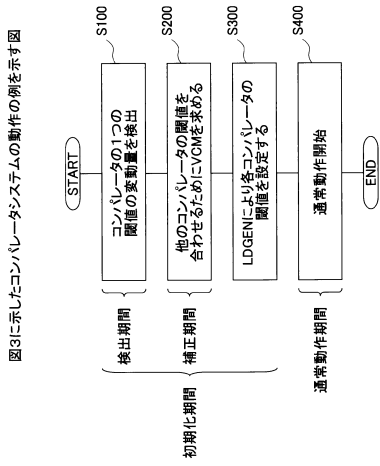 図3に示したコンパレータシステムの動作の例を示す図
START
S100
コンパレータの1つの
閾値の変動量を検出
検出期間
S200
他のコンパレータの閾値を
合わせるためにVCMを求める
補正期間
初期化期間
S300
LDGENにより各コンパレータの
閾値を設定する
S400
通常動作開始
通常動作期間
END